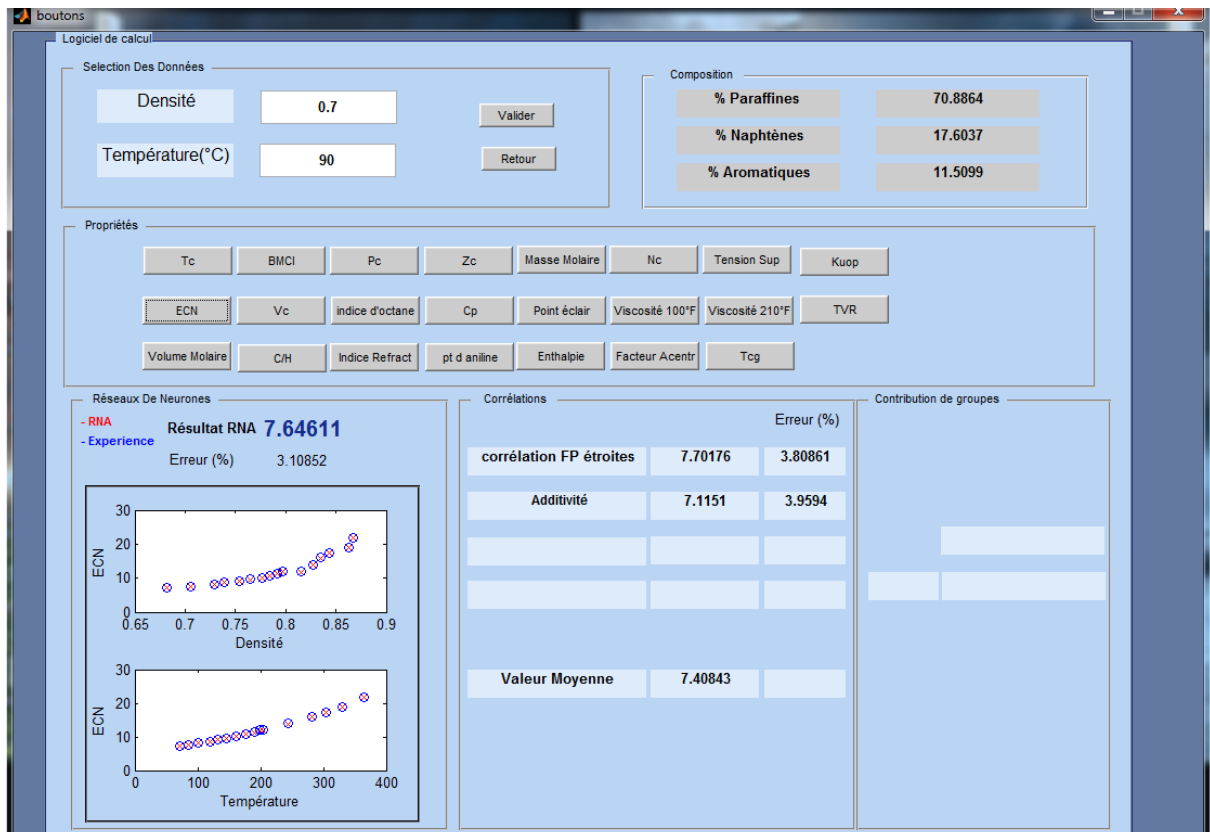 boutons
Logiciel de calcul
Selection Des Données
Densité 0.7 Valider
Température(°C) 90 Retour
Composition
% Paraffines 70.8864
% Naphtènes 17.6037
% Aromatiques 11.5099
Propriétés
Tc BMCI Pc Zc Masse Molaire Nc Tension Sup Kuop
ECN Vc indice d'octane Cp Point éclair Viscosité 100°F Viscosité 210°F TVR
Volume Molaire C/H Indice Refract pt d aniline Enthalpie Facteur Acentr Tcg
Réseaux De Neurones
- RNA
- Experience
Résultat RNA 7.64611
Erreur (%) 3.10852
30
20
10
0
ECN
0.65 0.7 0.75 0.8 0.85 0.9
Densité
30
20
10
0
ECN
0 100 200 300 400
Température
Corrélations
Erreur (%)
corrélation FP étroites 7.70176 3.80861
Additivité 7.1151 3.9594
Valeur Moyenne 7.40843
Contribution de groupes